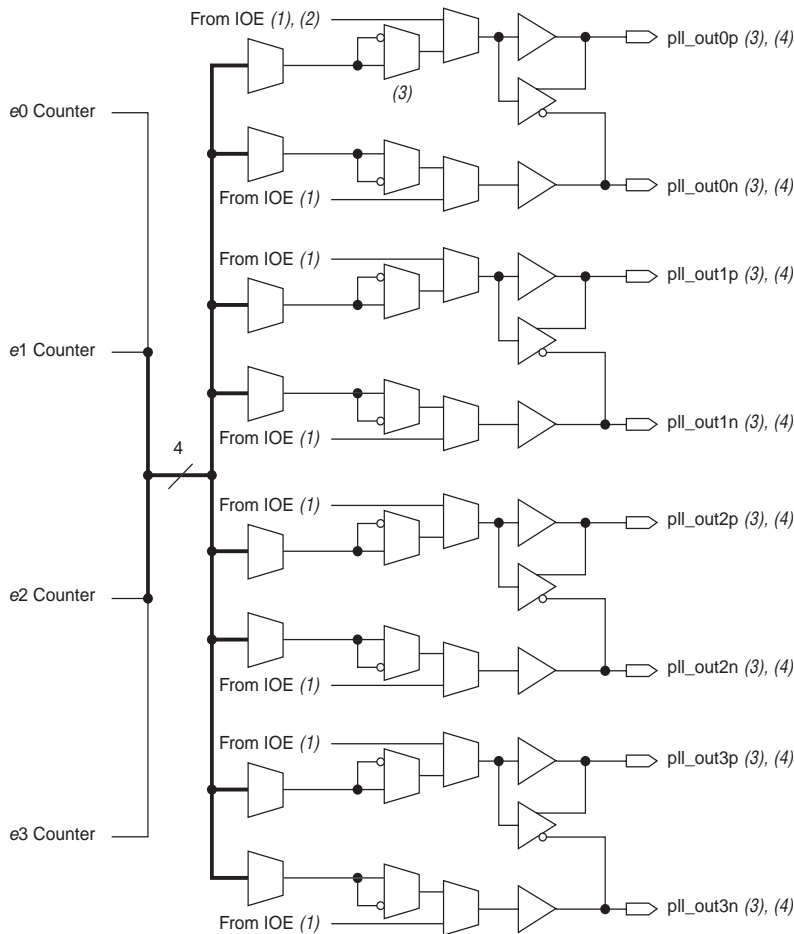 From IOE (1), (2)
pll_out0p (3), (4)
(3)
e0 Counter
pll_out0n (3), (4)
From IOE (1)
From IOE (1)
pll_out1p (3), (4)
e1 Counter
pll_out1n (3), (4)
From IOE (1)
4
From IOE (1)
pll_out2p (3), (4)
e2 Counter
pll_out2n (3), (4)
From IOE (1)
From IOE (1)
pll_out3p (3), (4)
e3 Counter
pll_out3n (3), (4)
From IOE (1)